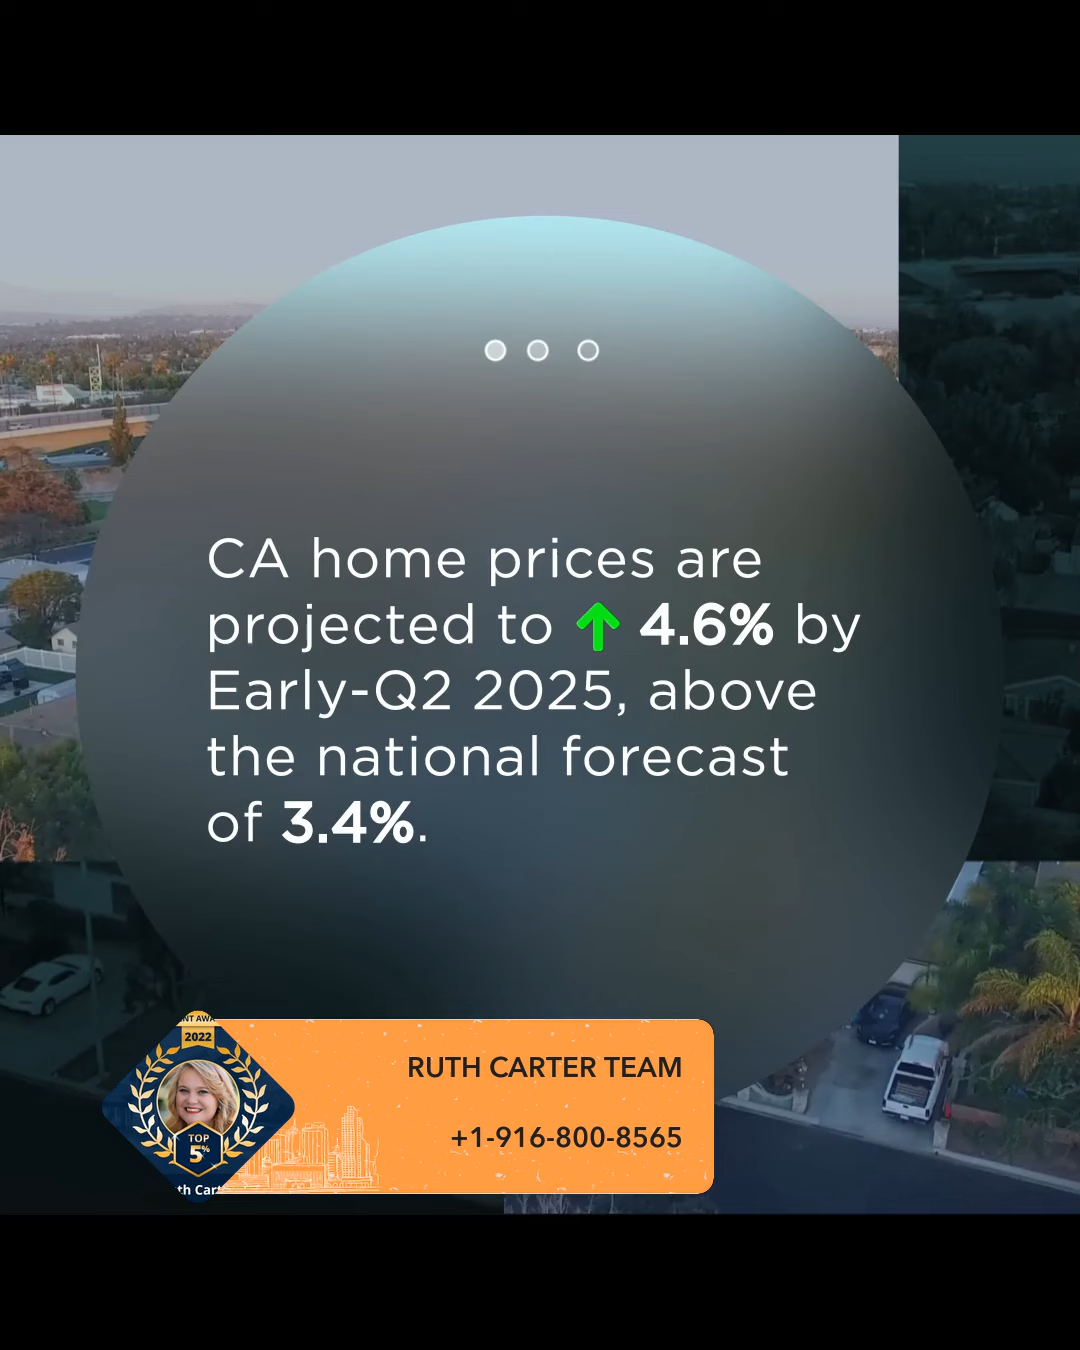 CA home prices are
projected to ↑ 4.6% by
Early-Q2 2025, above
the national forecast
of 3.4%.
2022
TOP
5%
RUTH CARTER TEAM
+1-916-800-8565